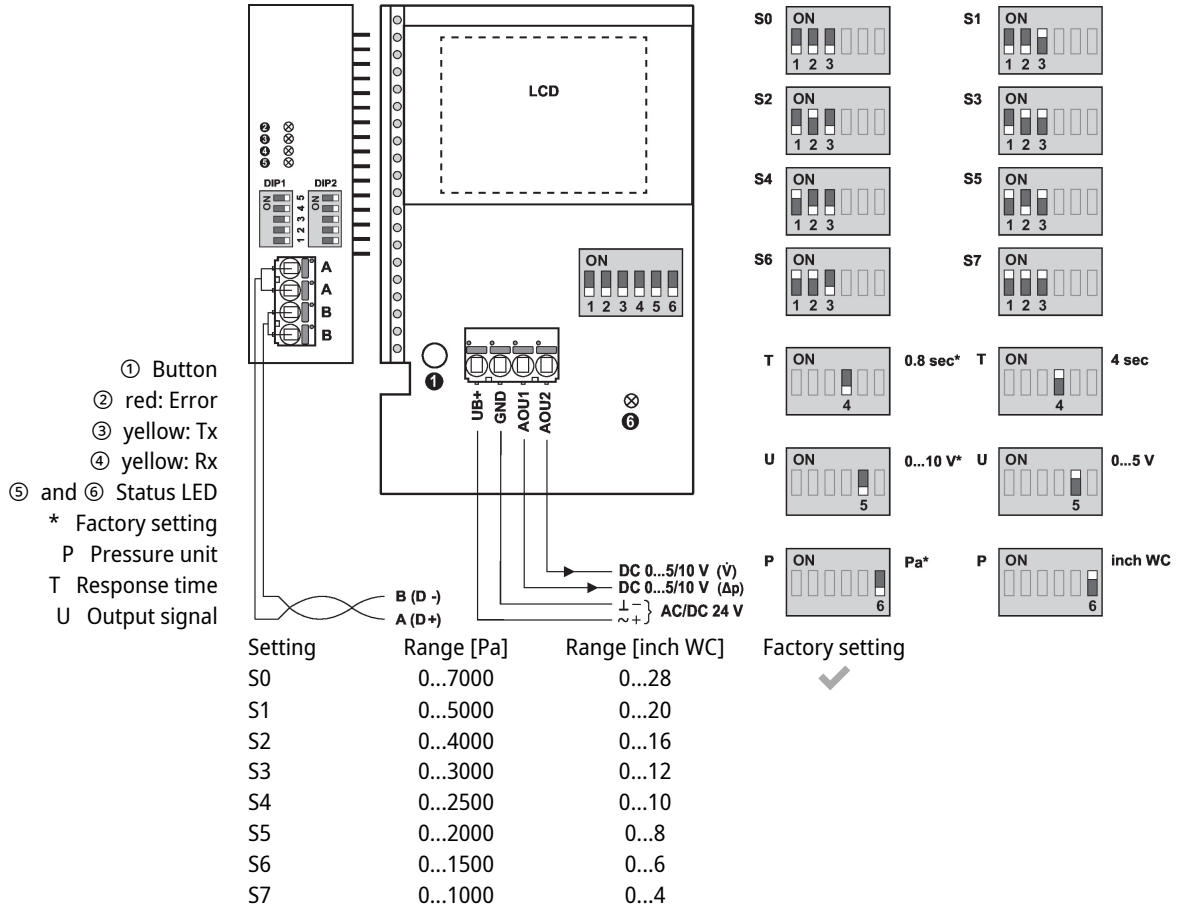 LCD
❷
❸
❹
❺
DIP1
DIP2
ON
1 2 3 4 5
ON
A
A
B
B
ON
1 2 3 4 5 6
❶
UB+
GND
AOU1
AOU2
❻
DC 0...5/10 V (V̇)
DC 0...5/10 V (Δp)
⊥ −
~ +
} AC/DC 24 V
B (D -)
A (D+)
① Button
② red: Error
③ yellow: Tx
④ yellow: Rx
⑤ and ⑥ Status LED
* Factory setting
P Pressure unit
T Response time
U Output signal
S0 ON
1 2 3
S1 ON
1 2 3
S2 ON
1 2 3
S3 ON
1 2 3
S4 ON
1 2 3
S5 ON
1 2 3
S6 ON
1 2 3
S7 ON
1 2 3
T ON 0.8 sec*
4
T ON 4 sec
4
U ON 0...10 V*
5
U ON 0...5 V
5
P ON Pa*
6
P ON inch WC
6
Setting Range [Pa] Range [inch WC] Factory setting
S0 0...7000 0...28 ✔
S1 0...5000 0...20
S2 0...4000 0...16
S3 0...3000 0...12
S4 0...2500 0...10
S5 0...2000 0...8
S6 0...1500 0...6
S7 0...1000 0...4